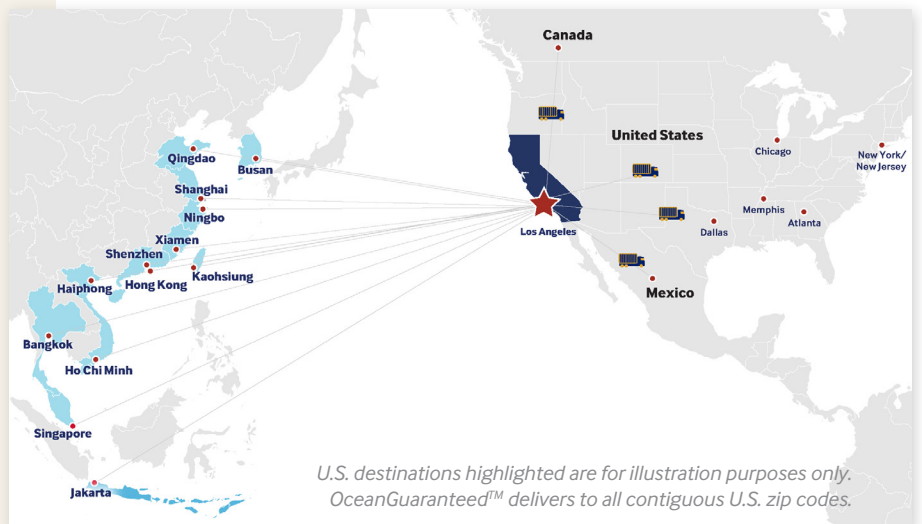 Canada
United States
Chicago
New York/
New Jersey
Qingdao
Busan
Shanghai
Ningbo
Los Angeles
Memphis
Atlanta
Dallas
Xiamen
Shenzhen
Kaohsiung
Hong Kong
Haiphong
Mexico
Bangkok
Ho Chi Minh
Singapore
Jakarta
U.S. destinations highlighted are for illustration purposes only.
OceanGuaranteed™ delivers to all contiguous U.S. zip codes.